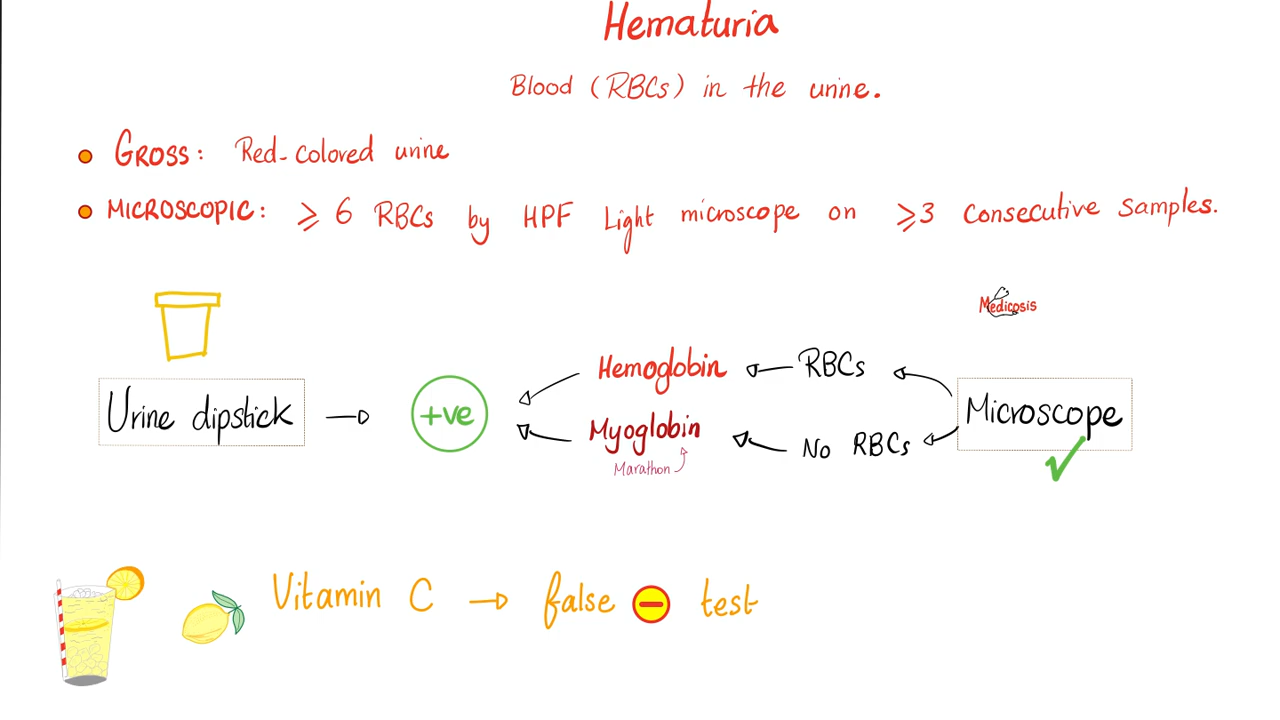 Hematuria
Blood (RBCs) in the urine.
GROSS: Red-colored urine
MICROSCOPIC: ≥ 6 RBCs by HPF Light microscope on ≥3 consecutive samples.
Medicosis
Urine dipstick → +ve
Hemoglobin ← RBCs
Myoglobin ← No RBCs
Marathon
Microscope ✓
Vitamin C → false − test